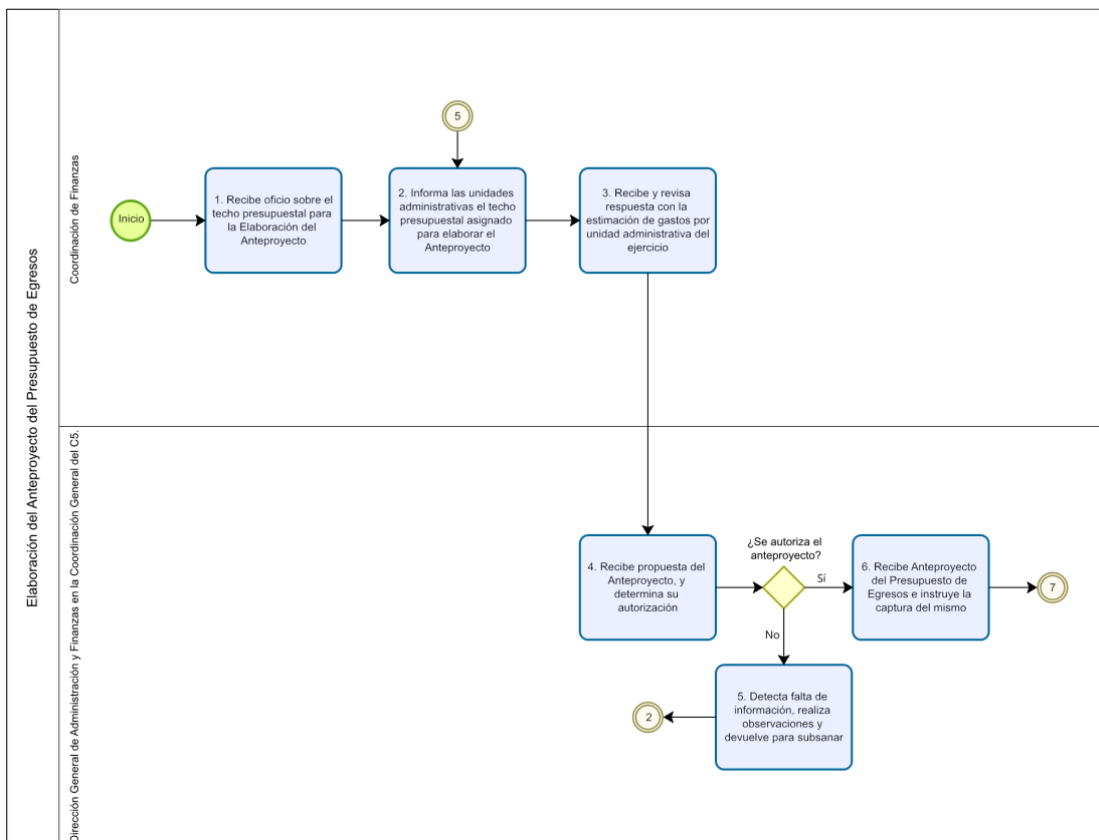 Elaboración del Anteproyecto del Presupuesto de Egresos
Coordinación de Finanzas
Inicio
1. Recibe oficio sobre el
techo presupuestal para
la Elaboración del
Anteproyecto
5
2. Informa las unidades
administrativas el techo
presupuestal asignado
para elaborar el
Anteproyecto
3. Recibe y revisa
respuesta con la
estimación de gastos por
unidad administrativa del
ejercicio
Dirección General de Administración y Finanzas en la Coordinación General del C5.
4. Recibe propuesta del
Anteproyecto, y
determina su
autorización
¿Se autoriza el
anteproyecto?
Sí
6. Recibe Anteproyecto
del Presupuesto de
Egresos e instruye la
captura del mismo
7
No
5. Detecta falta de
información, realiza
observaciones y
devuelve para subsanar
2